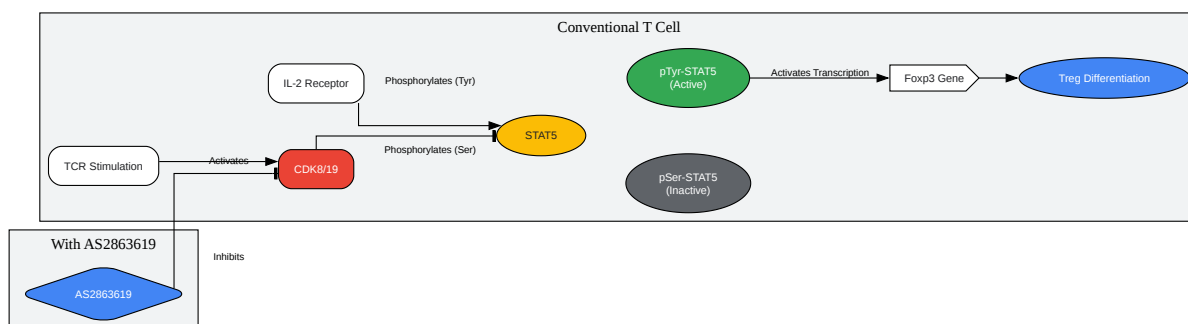 Conventional T Cell
IL-2 Receptor
Phosphorylates (Tyr)
pTyr-STAT5
(Active)
Activates Transcription
Foxp3 Gene
Treg Differentiation
STAT5
Phosphorylates (Ser)
TCR Stimulation
Activates
CDK8/19
pSer-STAT5
(Inactive)
With AS2863619
Inhibits
AS2863619